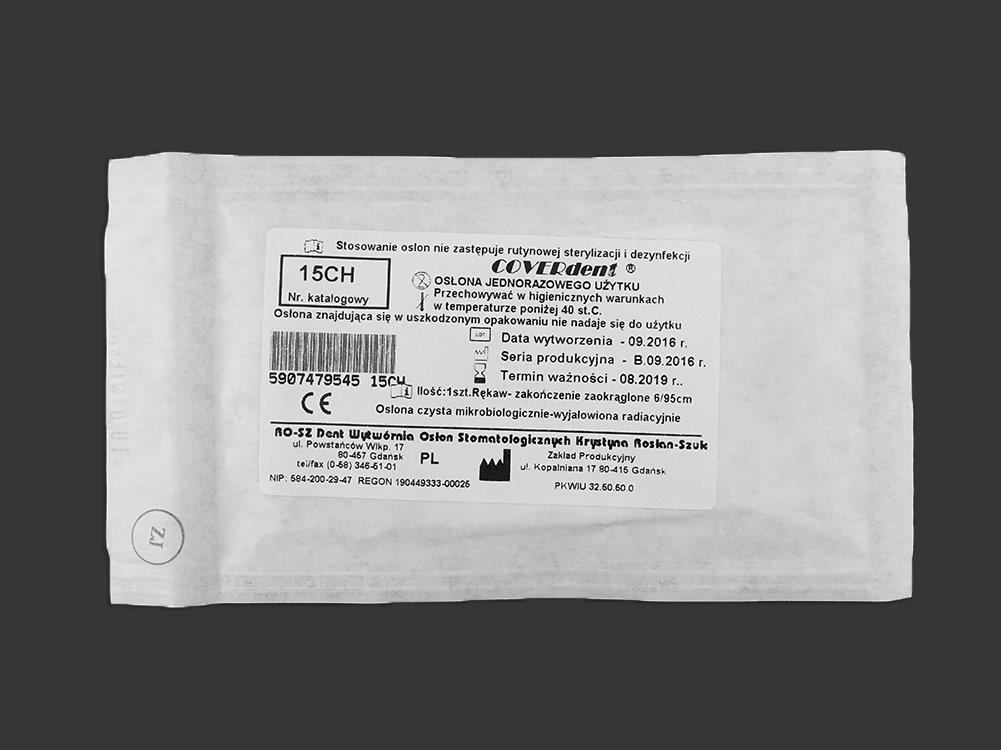 Stosowanie osłon nie zastępuje rutynowej sterylizacji i dezynfekcji
15CH
Nr. katalogowy
COVERdent ®
OSŁONA JEDNORAZOWEGO UŻYTKU
Przechowywać w higienicznych warunkach
w temperaturze poniżej 40 st.C.
Osłona znajdująca się w uszkodzonym opakowaniu nie nadaje się do użytku
5907479545 15CH
LOT
Data wytworzenia - 09.2016 r.
Seria produkcyjna - B.09.2016 r.
Termin ważności - 08.2019 r..
Ilość:1szt.Rękaw- zakończenie zaokrąglone 6/95cm
CE
Osłona czysta mikrobiologicznie-wyjałowiona radiacyjnie
RO-SZ Dent Wytwórnia Osłon Stomatologicznych Krystyna Rosłan-Szuk
ul. Powstańców Wlkp. 17
80-457 Gdańsk
tel/fax (0-58) 346-51-01
PL
Zakład Produkcyjny
ul. Kopalniana 17 80-415 Gdańsk
NIP: 584-200-29-47 REGON 190449333-00025
PKWIU 32.50.50.0
ZJ